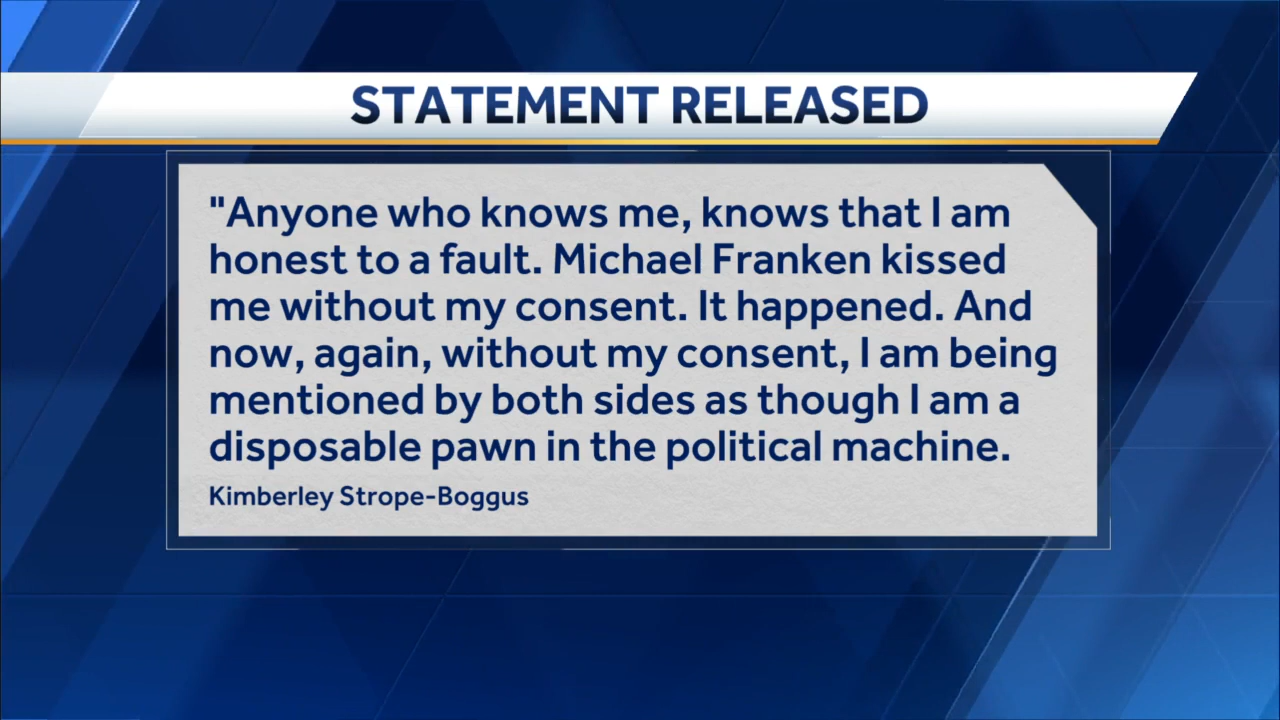 STATEMENT RELEASED
"Anyone who knows me, knows that I am
honest to a fault. Michael Franken kissed
me without my consent. It happened. And
now, again, without my consent, I am being
mentioned by both sides as though I am a
disposable pawn in the political machine.
Kimberley Strope-Boggus